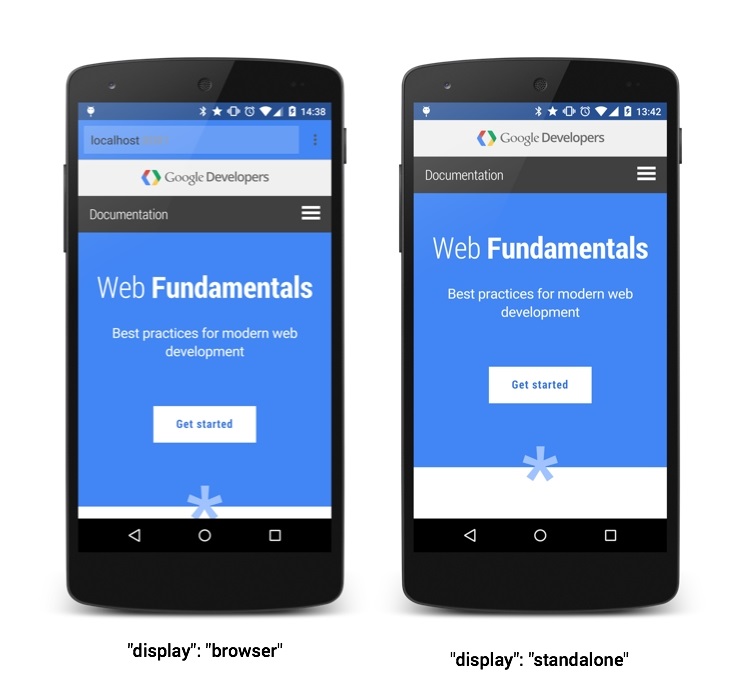 14:38
localhost
Google Developers
Documentation
Web Fundamentals
Best practices for modern web
development
Get started
*
"display": "browser"
13:42
Google Developers
Documentation
Web Fundamentals
Best practices for modern web
development
Get started
*
"display": "standalone"